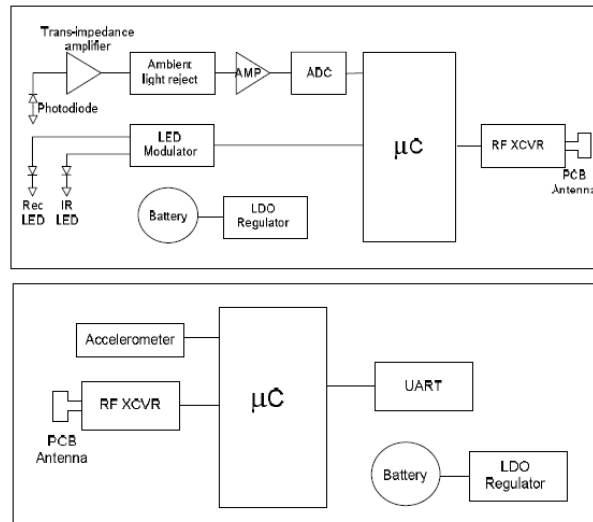 Trans-impedance
amplifier
Ambient
light reject
AMP
ADC
Photodiode
LED
Modulator
μC
RF XCVR
PCB
Antenna
Rec
LED
IR
LED
Battery
LDO
Regulator
Accelerometer
RF XCVR
μC
UART
PCB
Antenna
Battery
LDO
Regulator